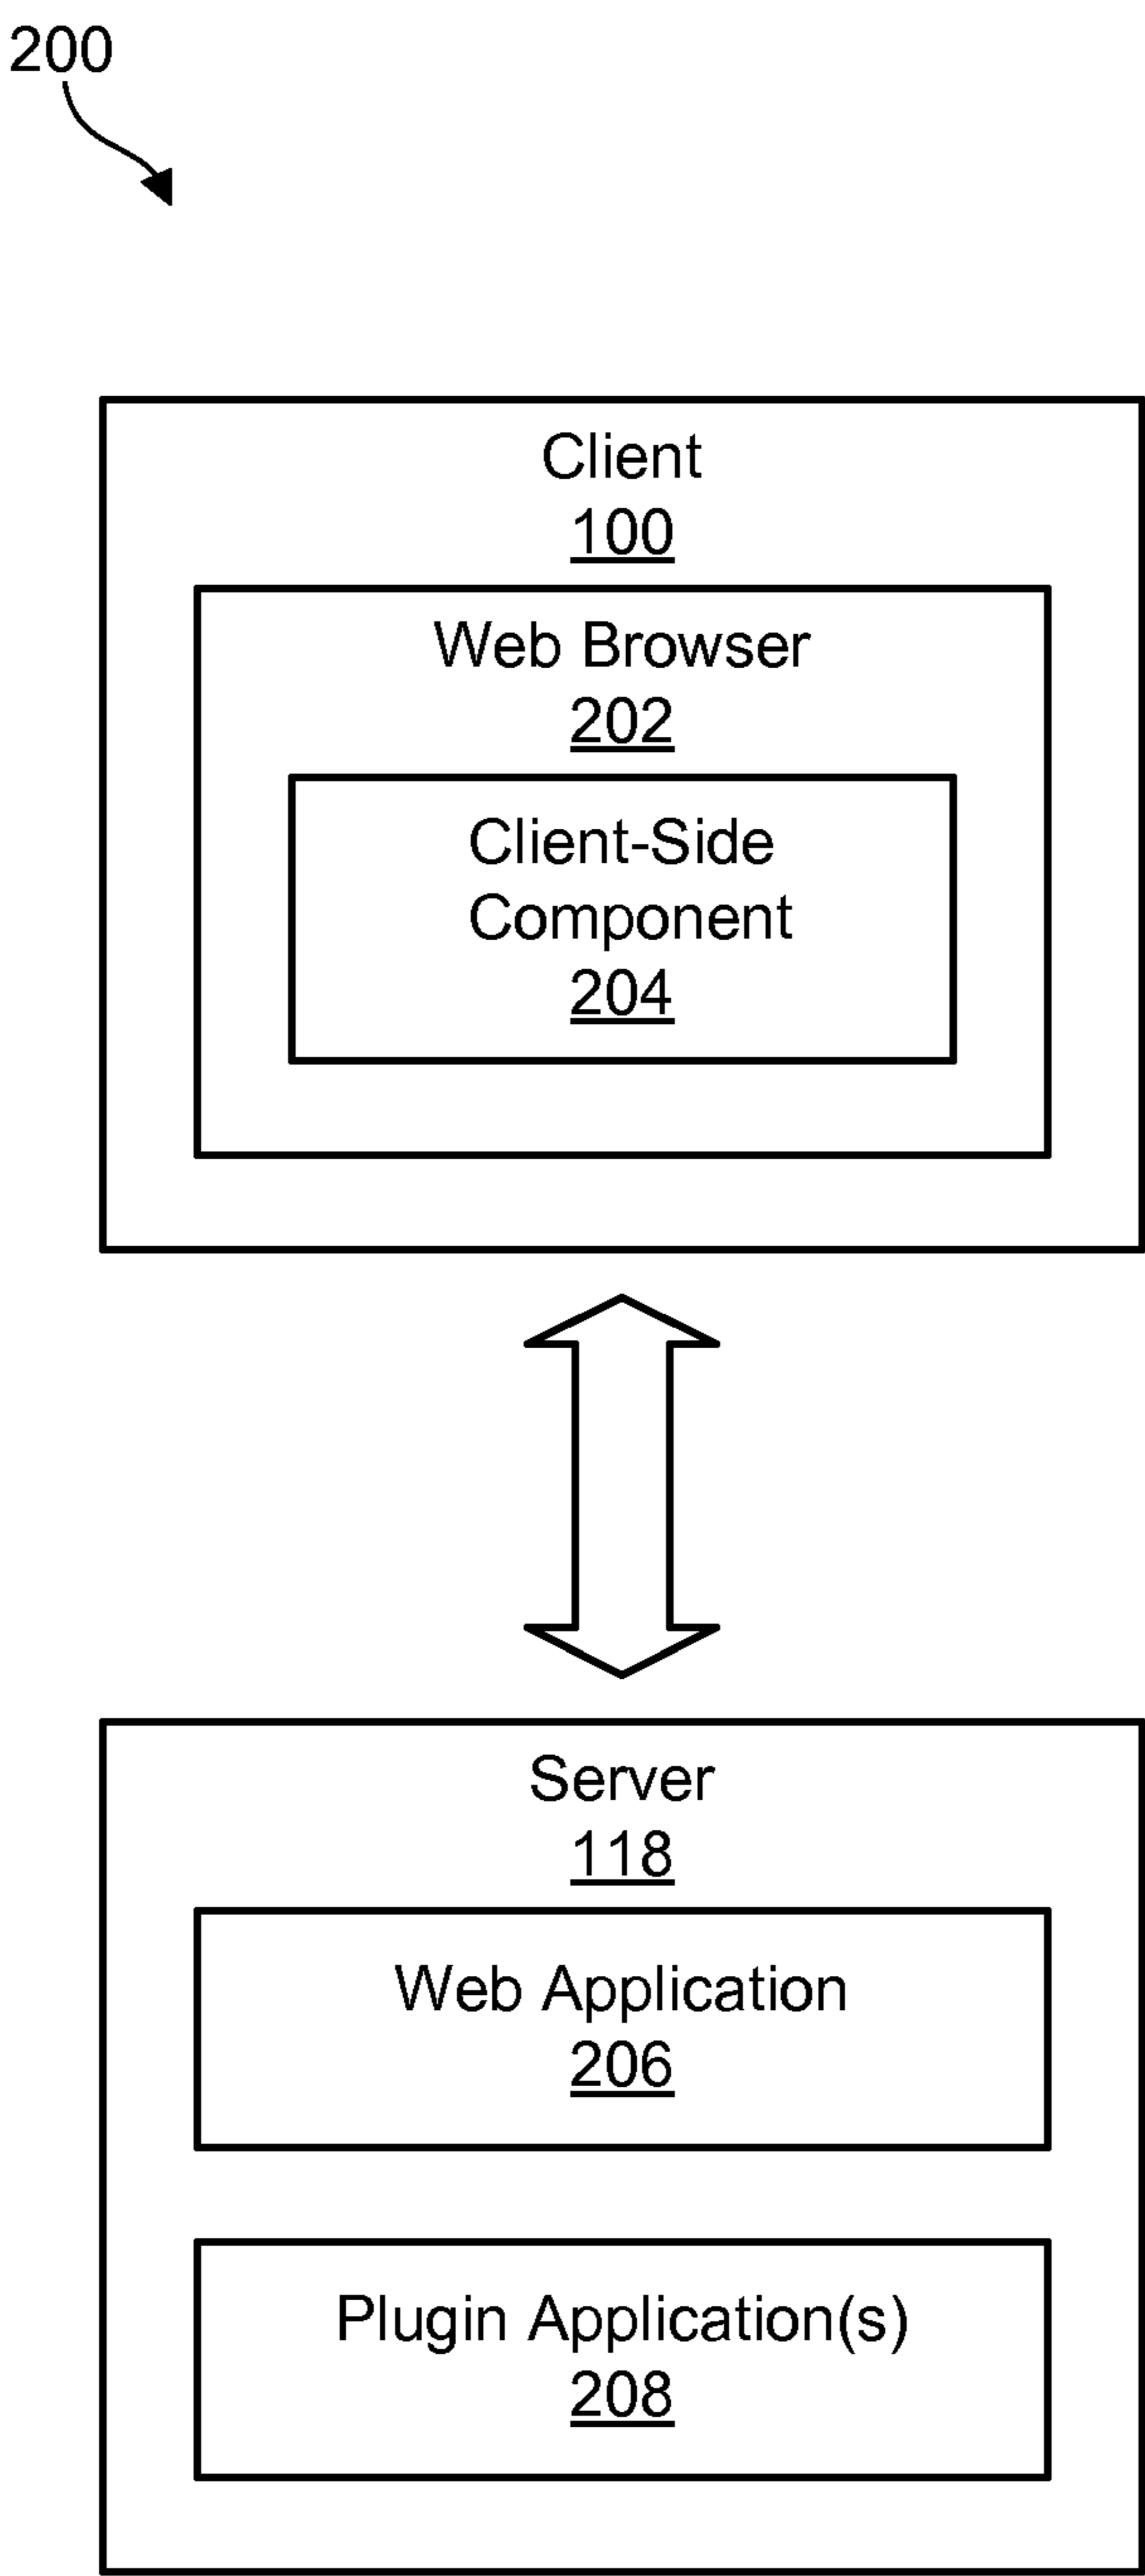 200
Client
100
Web Browser
202
Client-Side
Component
204
Server
118
Web Application
206
Plugin Application(s)
208